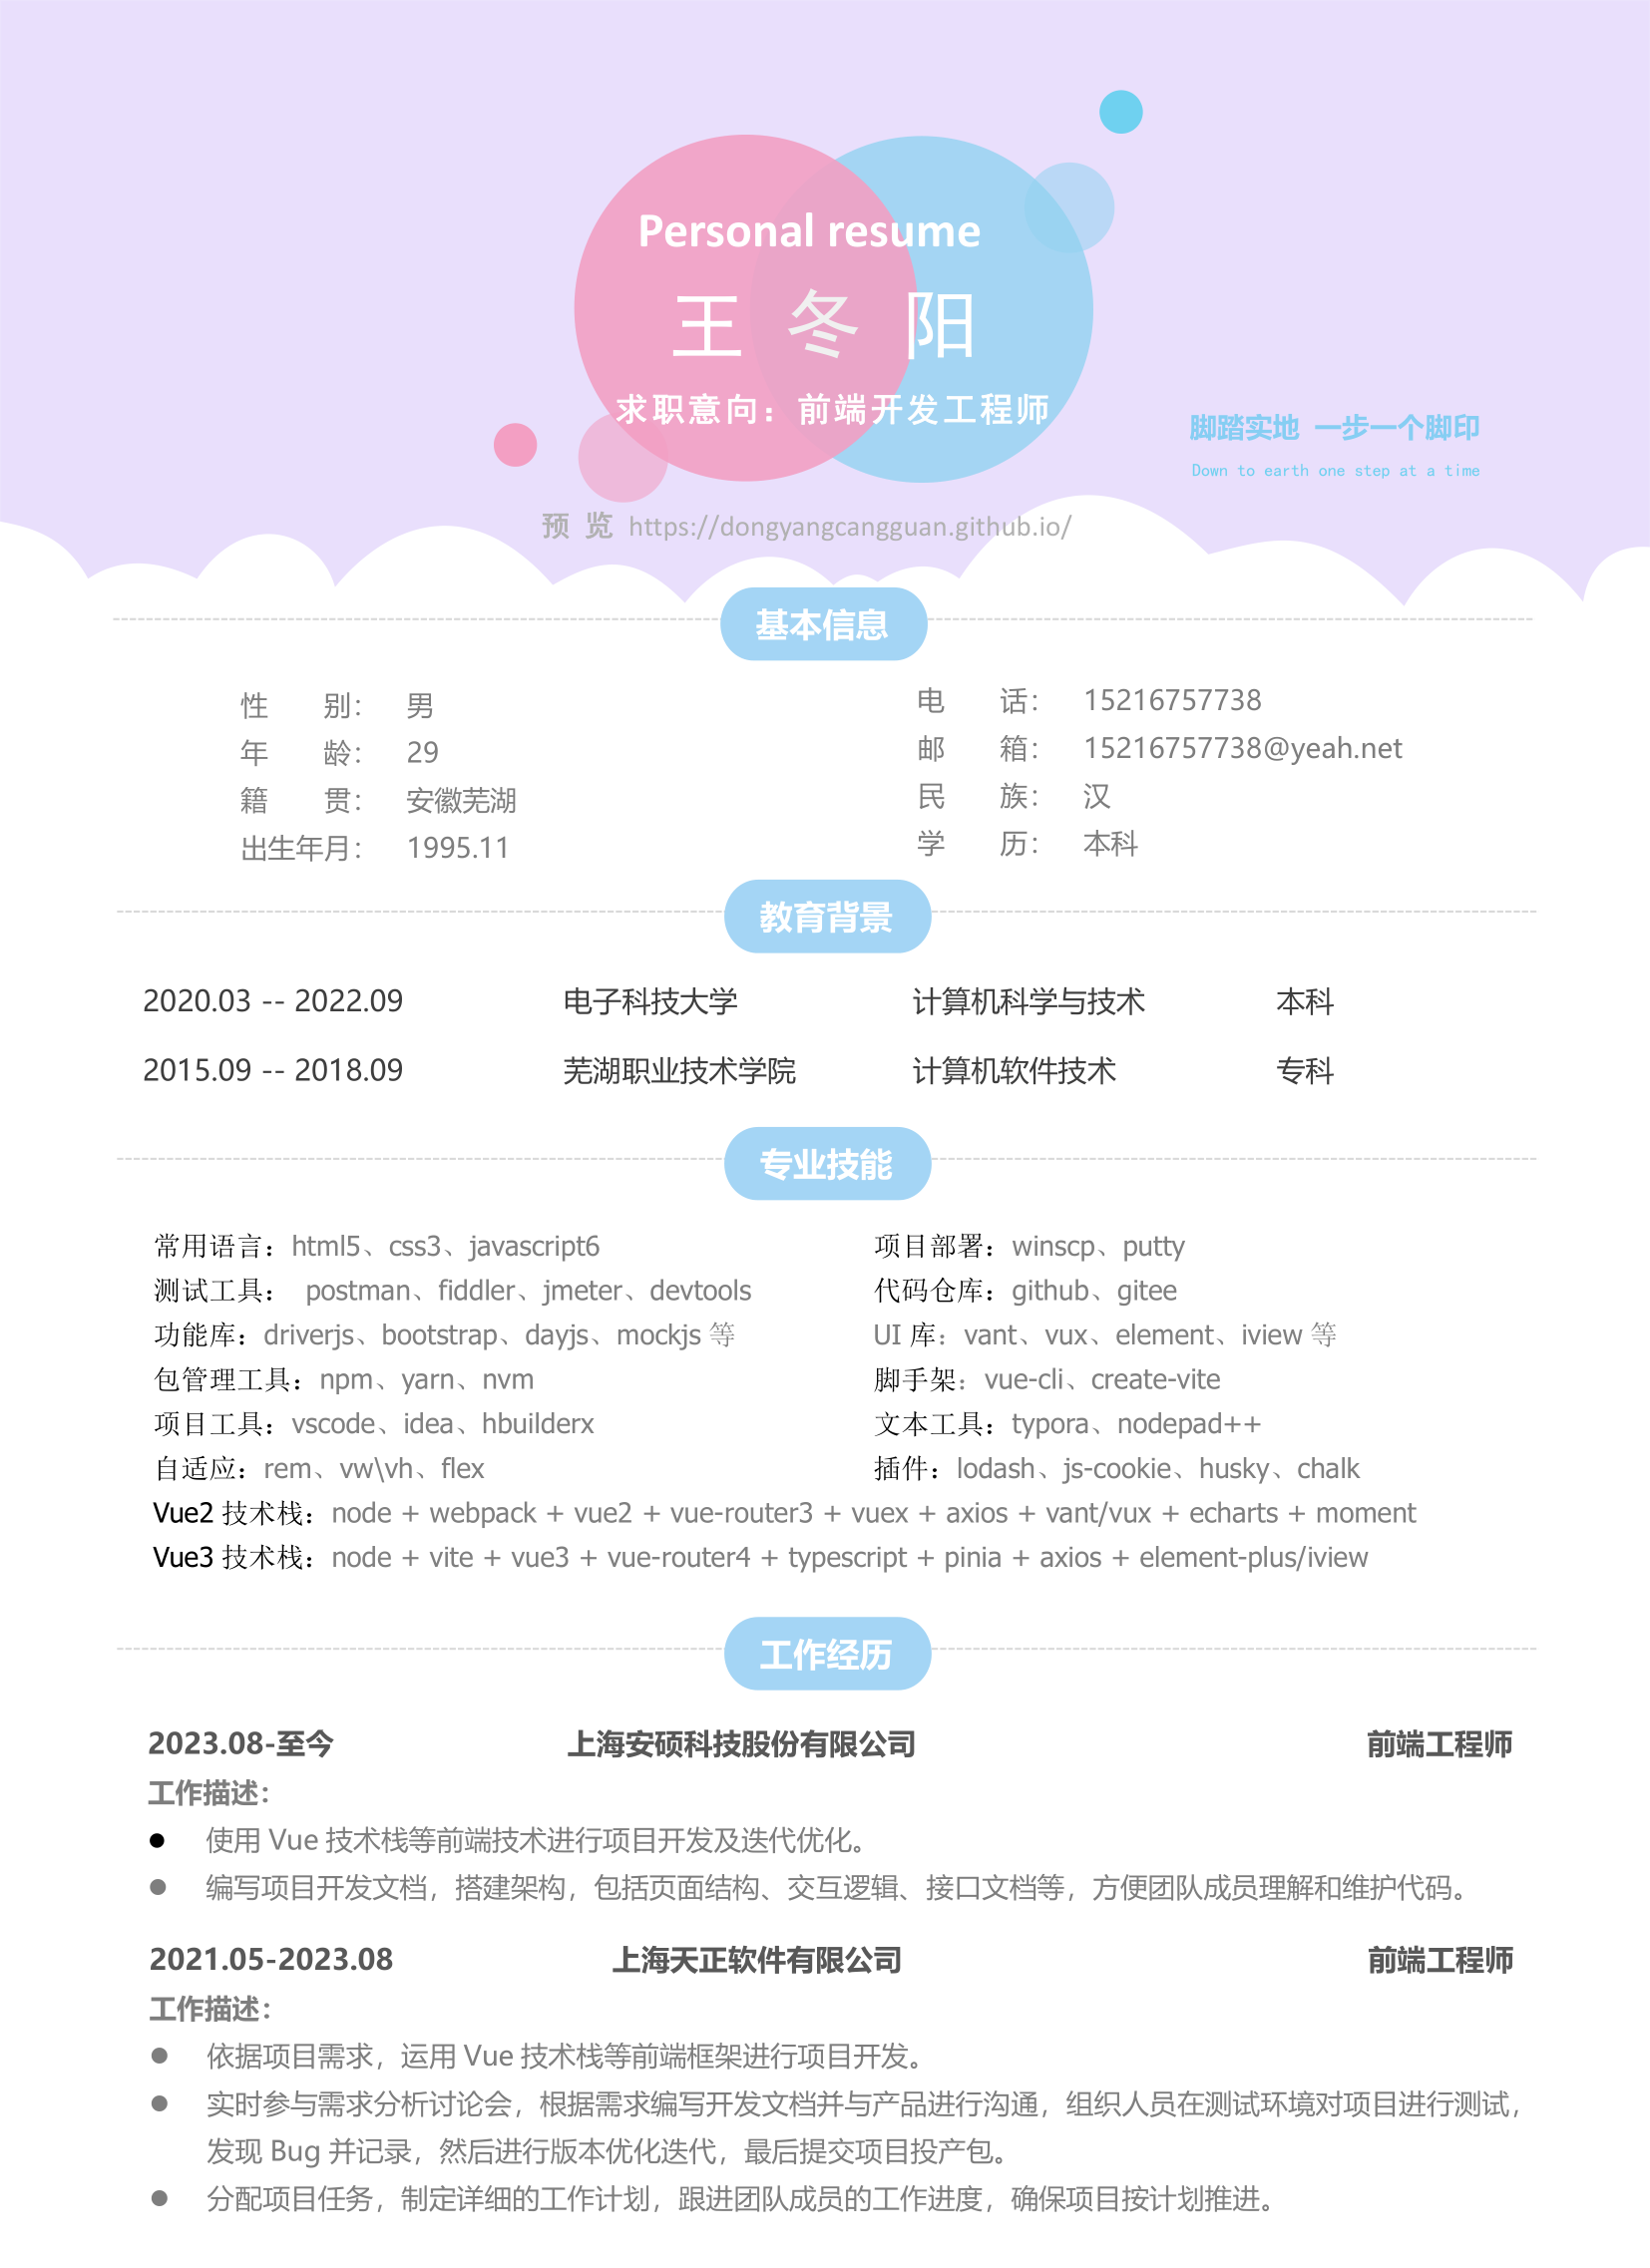 Personal resume
王 冬 阳
求职意向：前端开发工程师
脚踏实地 一步一个脚印
Down to earth one step at a time
预 览 https://dongyangcangguan.github.io/
基本信息
性 别： 男
年 龄： 29
籍 贯： 安徽芜湖
出生年月： 1995.11
电 话： 15216757738
邮 箱： 15216757738@yeah.net
民 族： 汉
学 历： 本科
教育背景
2020.03 -- 2022.09 电子科技大学 计算机科学与技术 本科
2015.09 -- 2018.09 芜湖职业技术学院 计算机软件技术 专科
专业技能
常用语言：html5、css3、javascript6 项目部署：winscp、putty
测试工具： postman、fiddler、jmeter、devtools 代码仓库：github、gitee
功能库：driverjs、bootstrap、dayjs、mockjs 等 UI 库：vant、vux、element、iview 等
包管理工具：npm、yarn、nvm 脚手架：vue-cli、create-vite
项目工具：vscode、idea、hbuilderx 文本工具：typora、nodepad++
自适应：rem、vw\vh、flex 插件：lodash、js-cookie、husky、chalk
Vue2 技术栈：node + webpack + vue2 + vue-router3 + vuex + axios + vant/vux + echarts + moment
Vue3 技术栈：node + vite + vue3 + vue-router4 + typescript + pinia + axios + element-plus/iview
工作经历
2023.08-至今 上海安硕科技股份有限公司 前端工程师
工作描述：
● 使用 Vue 技术栈等前端技术进行项目开发及迭代优化。
● 编写项目开发文档，搭建架构，包括页面结构、交互逻辑、接口文档等，方便团队成员理解和维护代码。
2021.05-2023.08 上海天正软件有限公司 前端工程师
工作描述：
● 依据项目需求，运用 Vue 技术栈等前端框架进行项目开发。
● 实时参与需求分析讨论会，根据需求编写开发文档并与产品进行沟通，组织人员在测试环境对项目进行测试，
发现 Bug 并记录，然后进行版本优化迭代，最后提交项目投产包。
● 分配项目任务，制定详细的工作计划，跟进团队成员的工作进度，确保项目按计划推进。